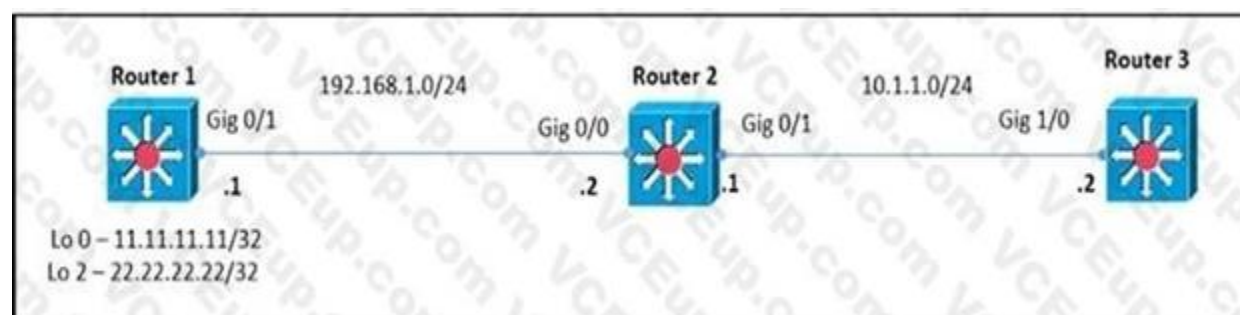 Router 1
192.168.1.0/24
Router 2
10.1.1.0/24
Router 3
Gig 0/1
Gig 0/0
Gig 0/1
Gig 1/0
.1
.2
.1
.2
Lo 0 – 11.11.11.11/32
Lo 2 – 22.22.22.22/32
VCEup.com